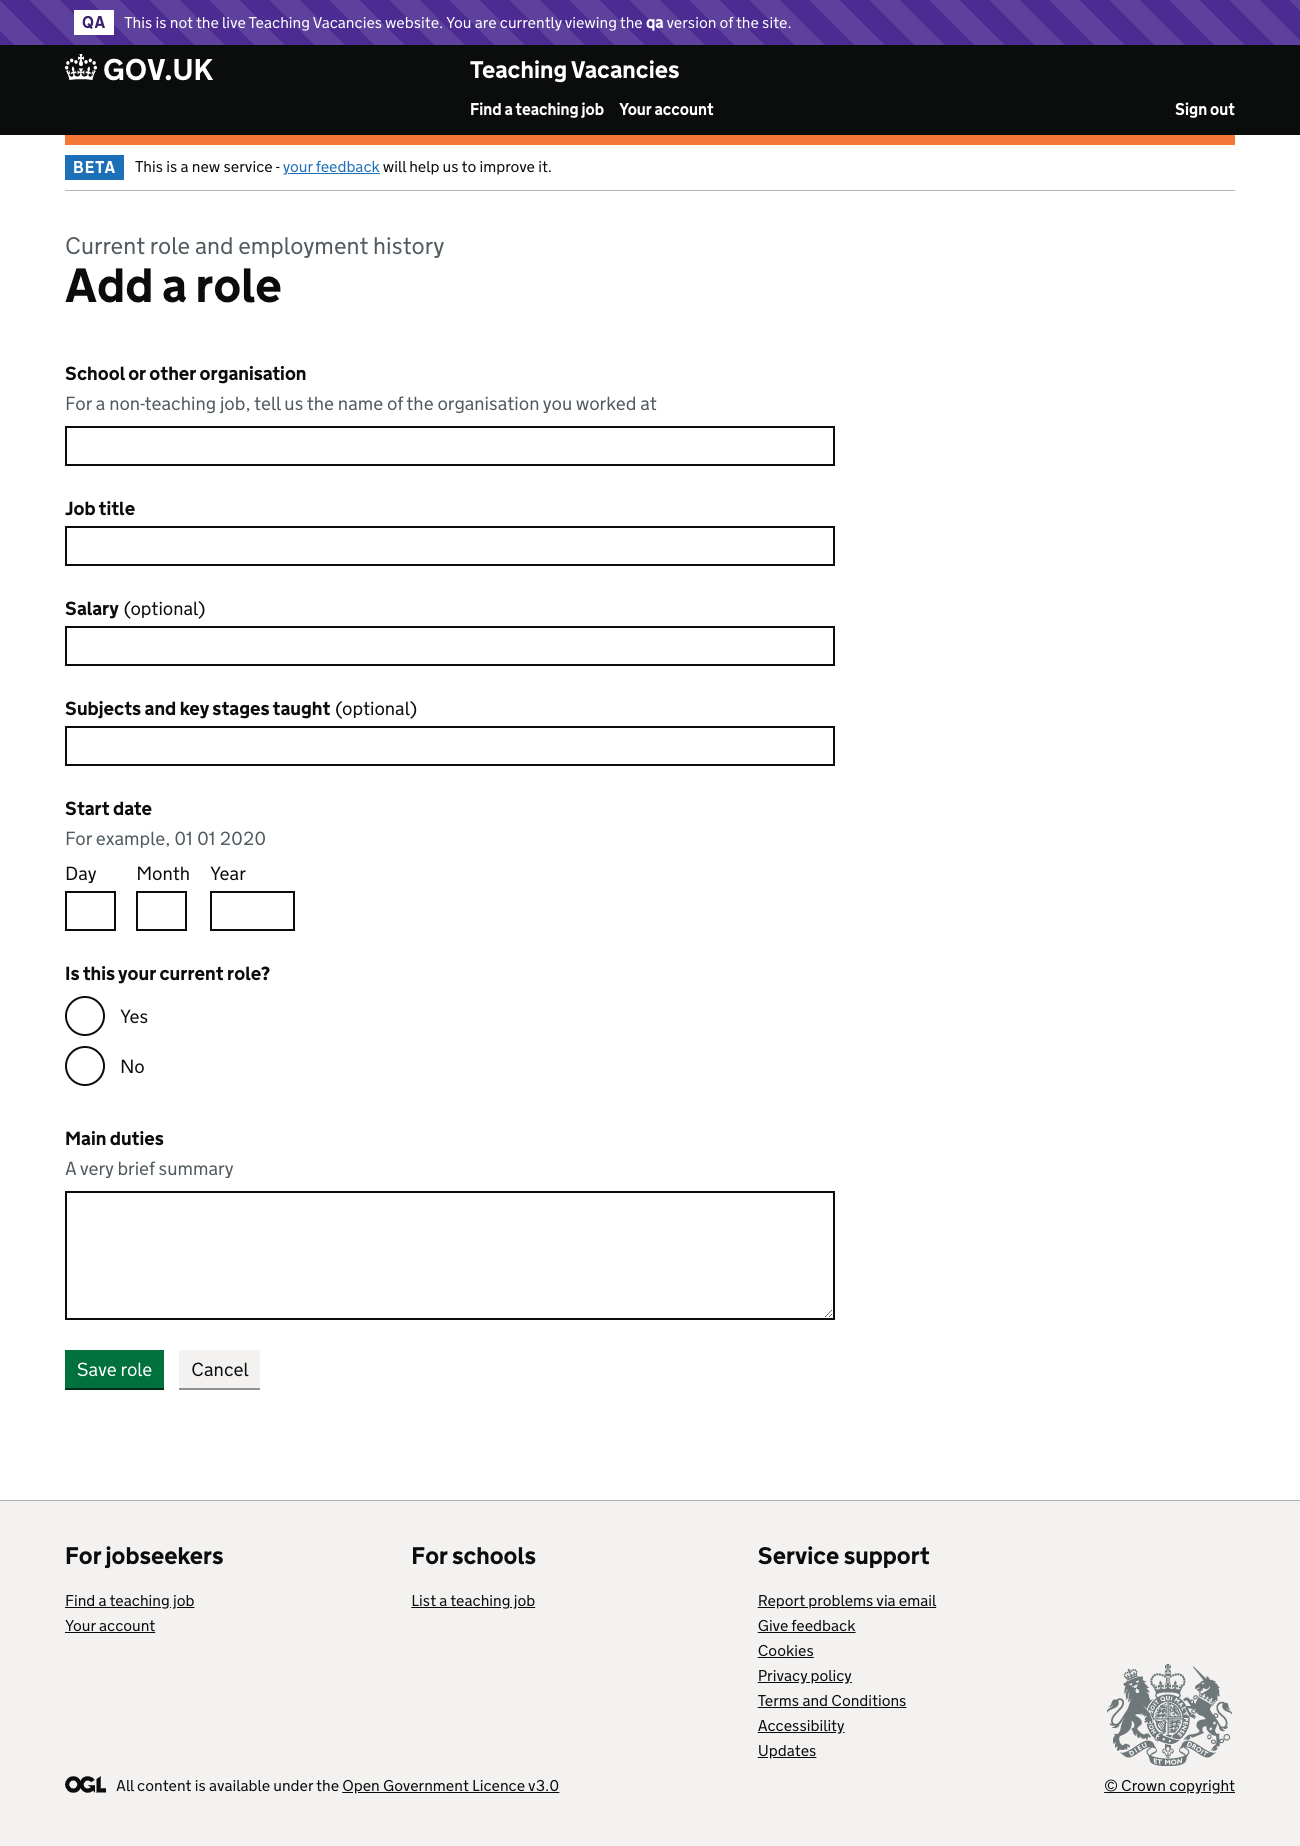 QA This is not the live Teaching Vacancies website. You are currently viewing the qa version of the site.
GOV.UK
Teaching Vacancies
Find a teaching job Your account Sign out
BETA This is a new service - your feedback will help us to improve it.
Current role and employment history
Add a role
School or other organisation
For a non-teaching job, tell us the name of the organisation you worked at
Job title
Salary (optional)
Subjects and key stages taught (optional)
Start date
For example, 01 01 2020
Day Month Year
Is this your current role?
Yes
No
Main duties
A very brief summary
Save role Cancel
For jobseekers
Find a teaching job
Your account
For schools
List a teaching job
Service support
Report problems via email
Give feedback
Cookies
Privacy policy
Terms and Conditions
Accessibility
Updates
OGL All content is available under the Open Government Licence v3.0
© Crown copyright